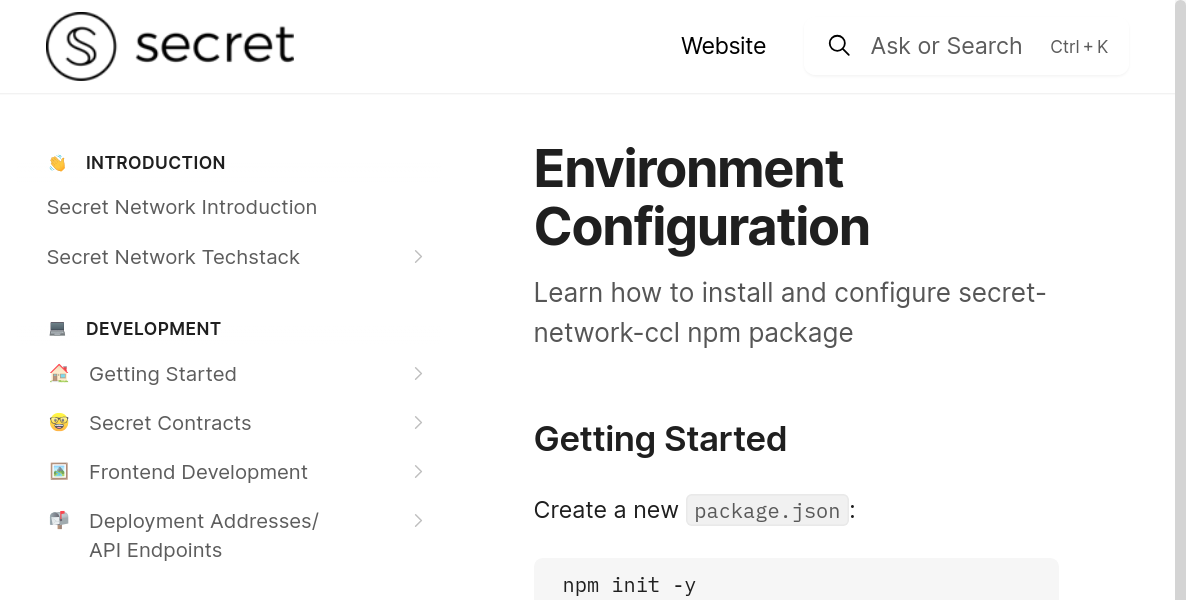 secret
Website
Ask or Search
Ctrl + K
INTRODUCTION
Secret Network Introduction
Secret Network Techstack
DEVELOPMENT
Getting Started
Secret Contracts
Frontend Development
Deployment Addresses/
API Endpoints
Environment
Configuration
Learn how to install and configure secret-
network-ccl npm package
Getting Started
Create a new package.json:
npm init -y